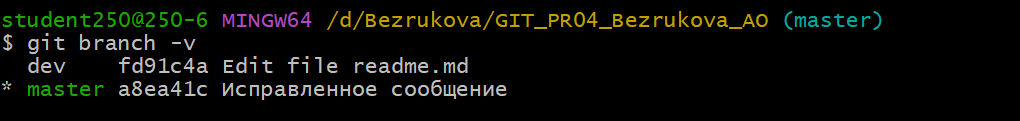 student250@250-6 MINGW64 /d/Bezrukova/GIT_PR04_Bezrukova_AO (master)
$ git branch -v
  dev    fd91c4a Edit file readme.md
* master a8ea41c Исправленное сообщение